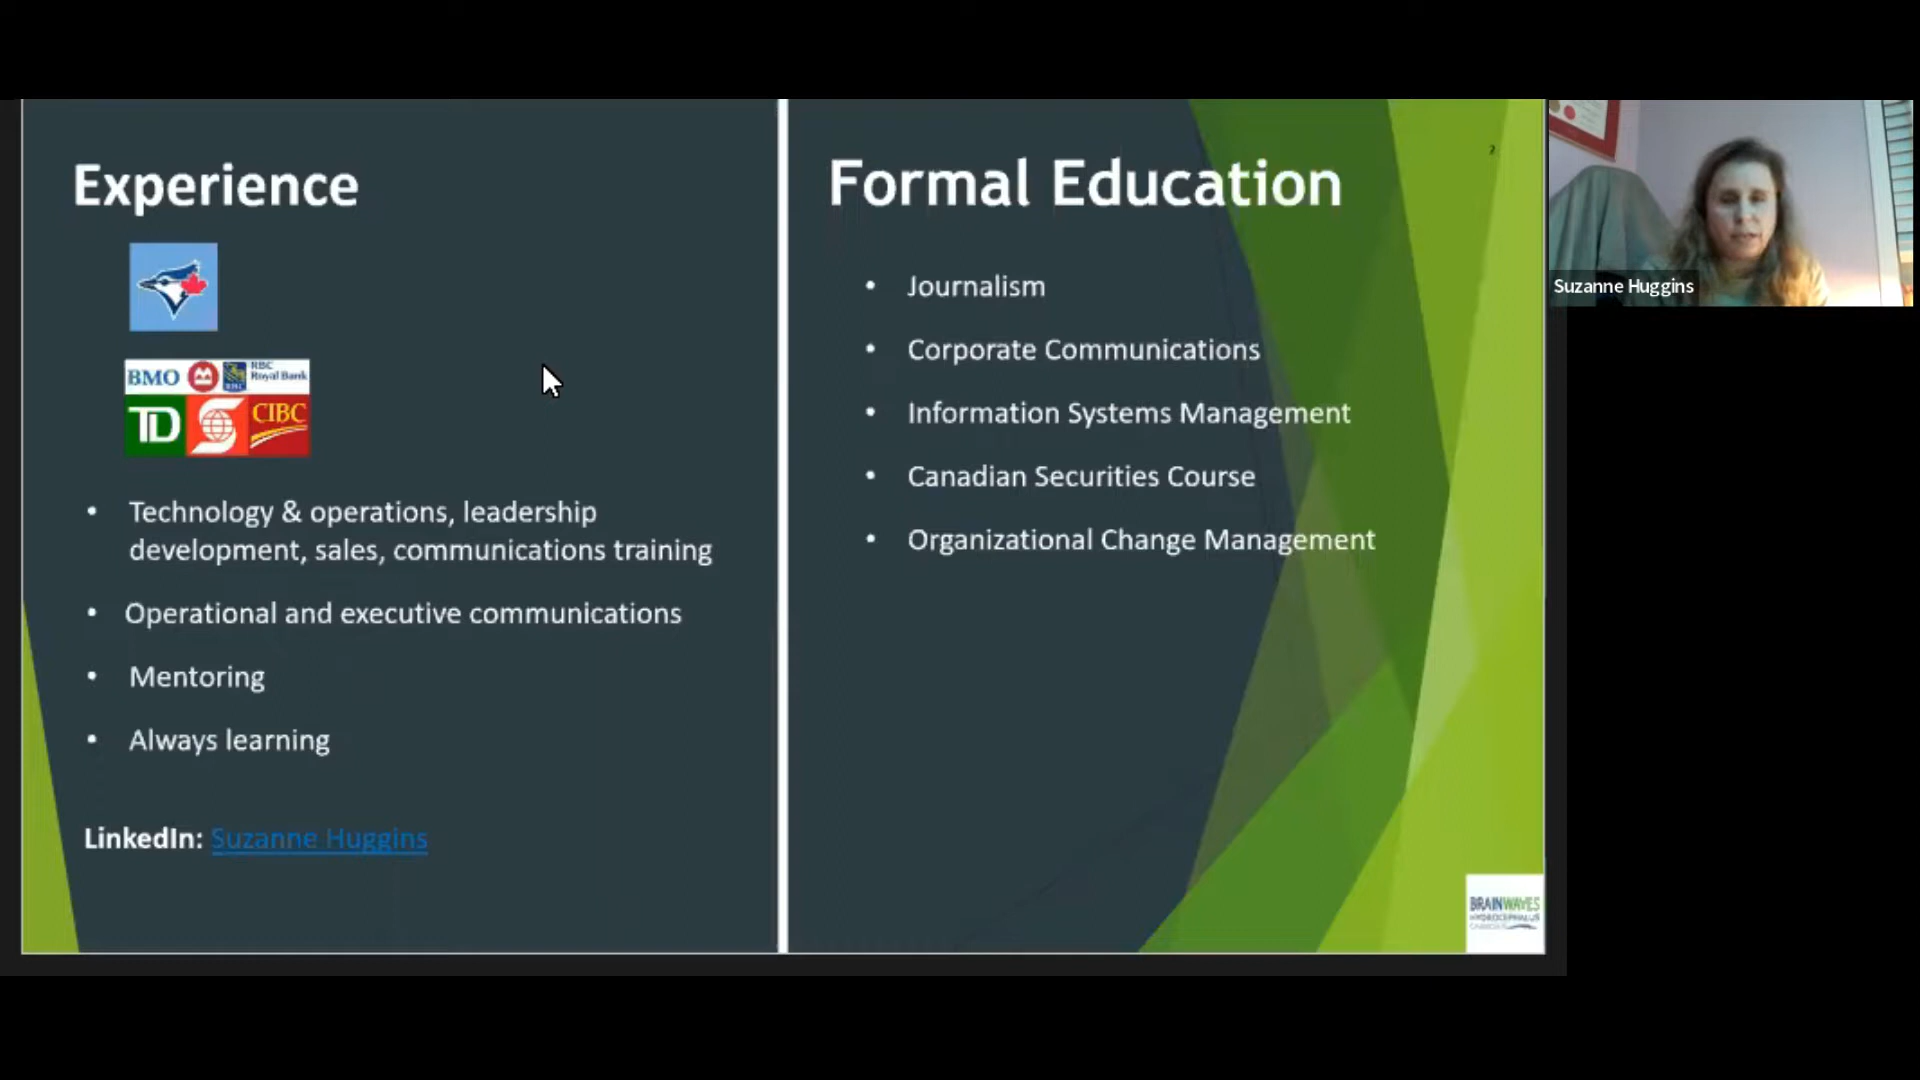 Experience
BMO
RBC
Royal Bank
TD
CIBC
• Technology & operations, leadership
development, sales, communications training
• Operational and executive communications
• Mentoring
• Always learning
LinkedIn: Suzanne Huggins
Formal Education
2
• Journalism
• Corporate Communications
• Information Systems Management
• Canadian Securities Course
• Organizational Change Management
BRAINWAVES
HYDROCEPHALUS
Suzanne Huggins